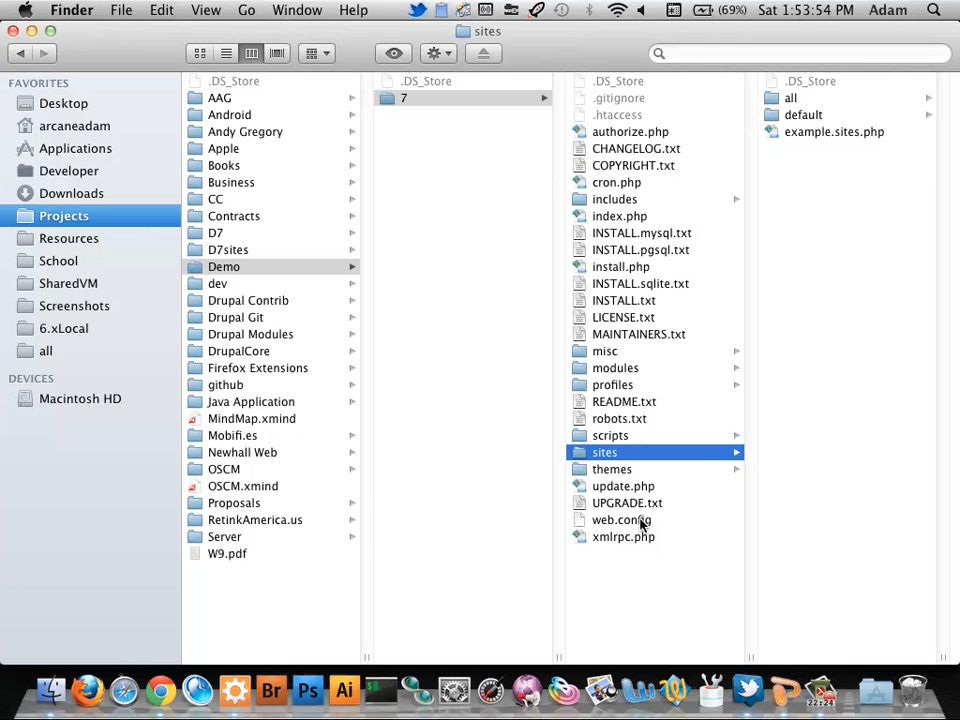 Finder File Edit View Go Window Help (69%) Sat 1:53:54 PM Adam
sites
FAVORITES
Desktop
arcaneadam
Applications
Developer
Downloads
Projects
Resources
School
SharedVM
Screenshots
6.xLocal
all
DEVICES
Macintosh HD
.DS_Store
AAG
Android
Andy Gregory
Apple
Books
Business
CC
Contracts
D7
D7sites
Demo
dev
Drupal Contrib
Drupal Git
Drupal Modules
DrupalCore
Firefox Extensions
github
Java Application
MindMap.xmind
Mobifi.es
Newhall Web
OSCM
OSCM.xmind
Proposals
RetinkAmerica.us
Server
W9.pdf
.DS_Store
7
.DS_Store
.gitignore
.htaccess
authorize.php
CHANGELOG.txt
COPYRIGHT.txt
cron.php
includes
index.php
INSTALL.mysql.txt
INSTALL.pgsql.txt
install.php
INSTALL.sqlite.txt
INSTALL.txt
LICENSE.txt
MAINTAINERS.txt
misc
modules
profiles
README.txt
robots.txt
scripts
sites
themes
update.php
UPGRADE.txt
web.config
xmlrpc.php
.DS_Store
all
default
example.sites.php
Br Ps Ai 22:24